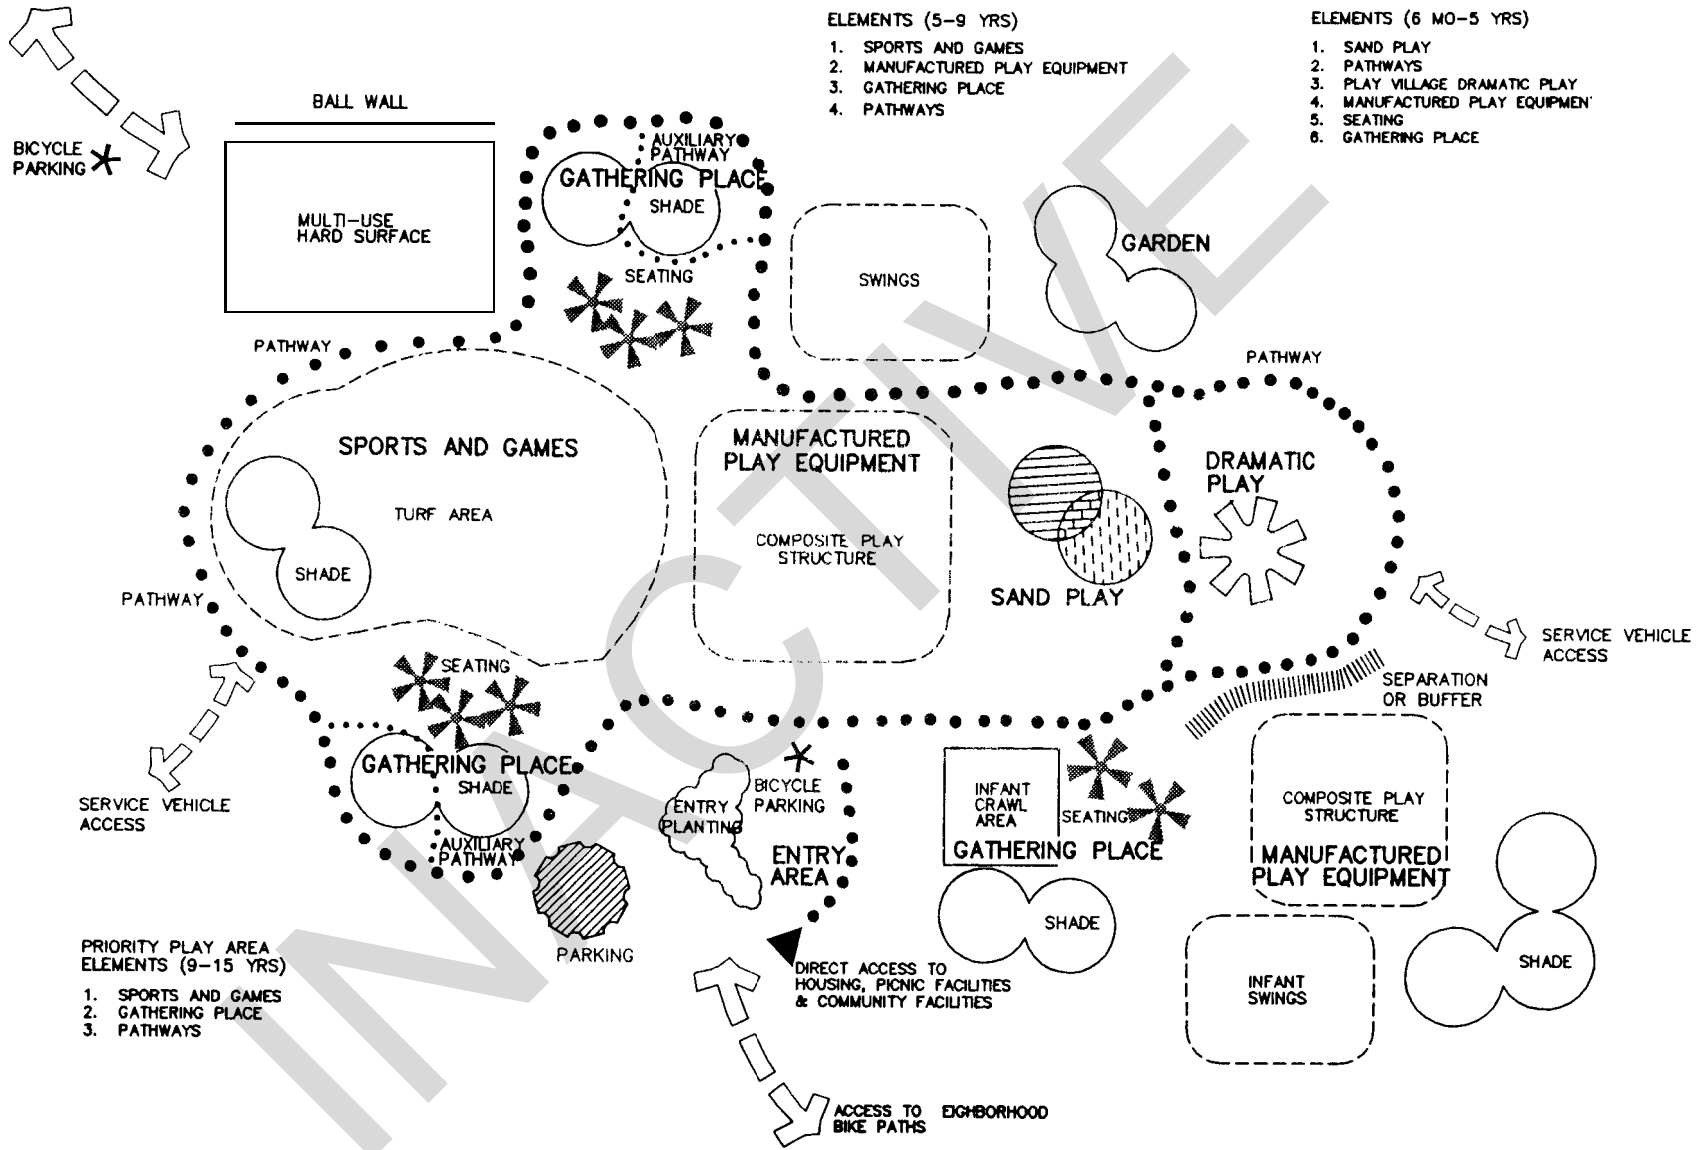 ELEMENTS (5-9 YRS)
1. SPORTS AND GAMES
2. MANUFACTURED PLAY EQUIPMENT
3. GATHERING PLACE
4. PATHWAYS
ELEMENTS (6 MO-5 YRS)
1. SAND PLAY
2. PATHWAYS
3. PLAY VILLAGE DRAMATIC PLAY
4. MANUFACTURED PLAY EQUIPMEN
5. SEATING
6. GATHERING PLACE
BALL WALL
BICYCLE
PARKING
MULTI-USE
HARD SURFACE
AUXILIARY
PATHWAY
GATHERING PLACE
SHADE
SEATING
SWINGS
GARDEN
PATHWAY
PATHWAY
SPORTS AND GAMES
TURF AREA
SHADE
MANUFACTURED
PLAY EQUIPMENT
COMPOSITE PLAY
STRUCTURE
SAND PLAY
DRAMATIC
PLAY
PATHWAY
SERVICE VEHICLE
ACCESS
SEPARATION
OR BUFFER
SEATING
GATHERING PLACE
SHADE
AUXILIARY
PATHWAY
SERVICE VEHICLE
ACCESS
PARKING
ENTRY
PLANTING
BICYCLE
PARKING
ENTRY
AREA
INFANT
CRAWL
AREA
SEATING
GATHERING PLACE
SHADE
COMPOSITE PLAY
STRUCTURE
MANUFACTURED
PLAY EQUIPMENT
INFANT
SWINGS
SHADE
DIRECT ACCESS TO
HOUSING, PICNIC FACILITIES
& COMMUNITY FACILITIES
PRIORITY PLAY AREA
ELEMENTS (9-15 YRS)
1. SPORTS AND GAMES
2. GATHERING PLACE
3. PATHWAYS
ACCESS TO EIGHBORHOOD
BIKE PATHS
INACTIVE